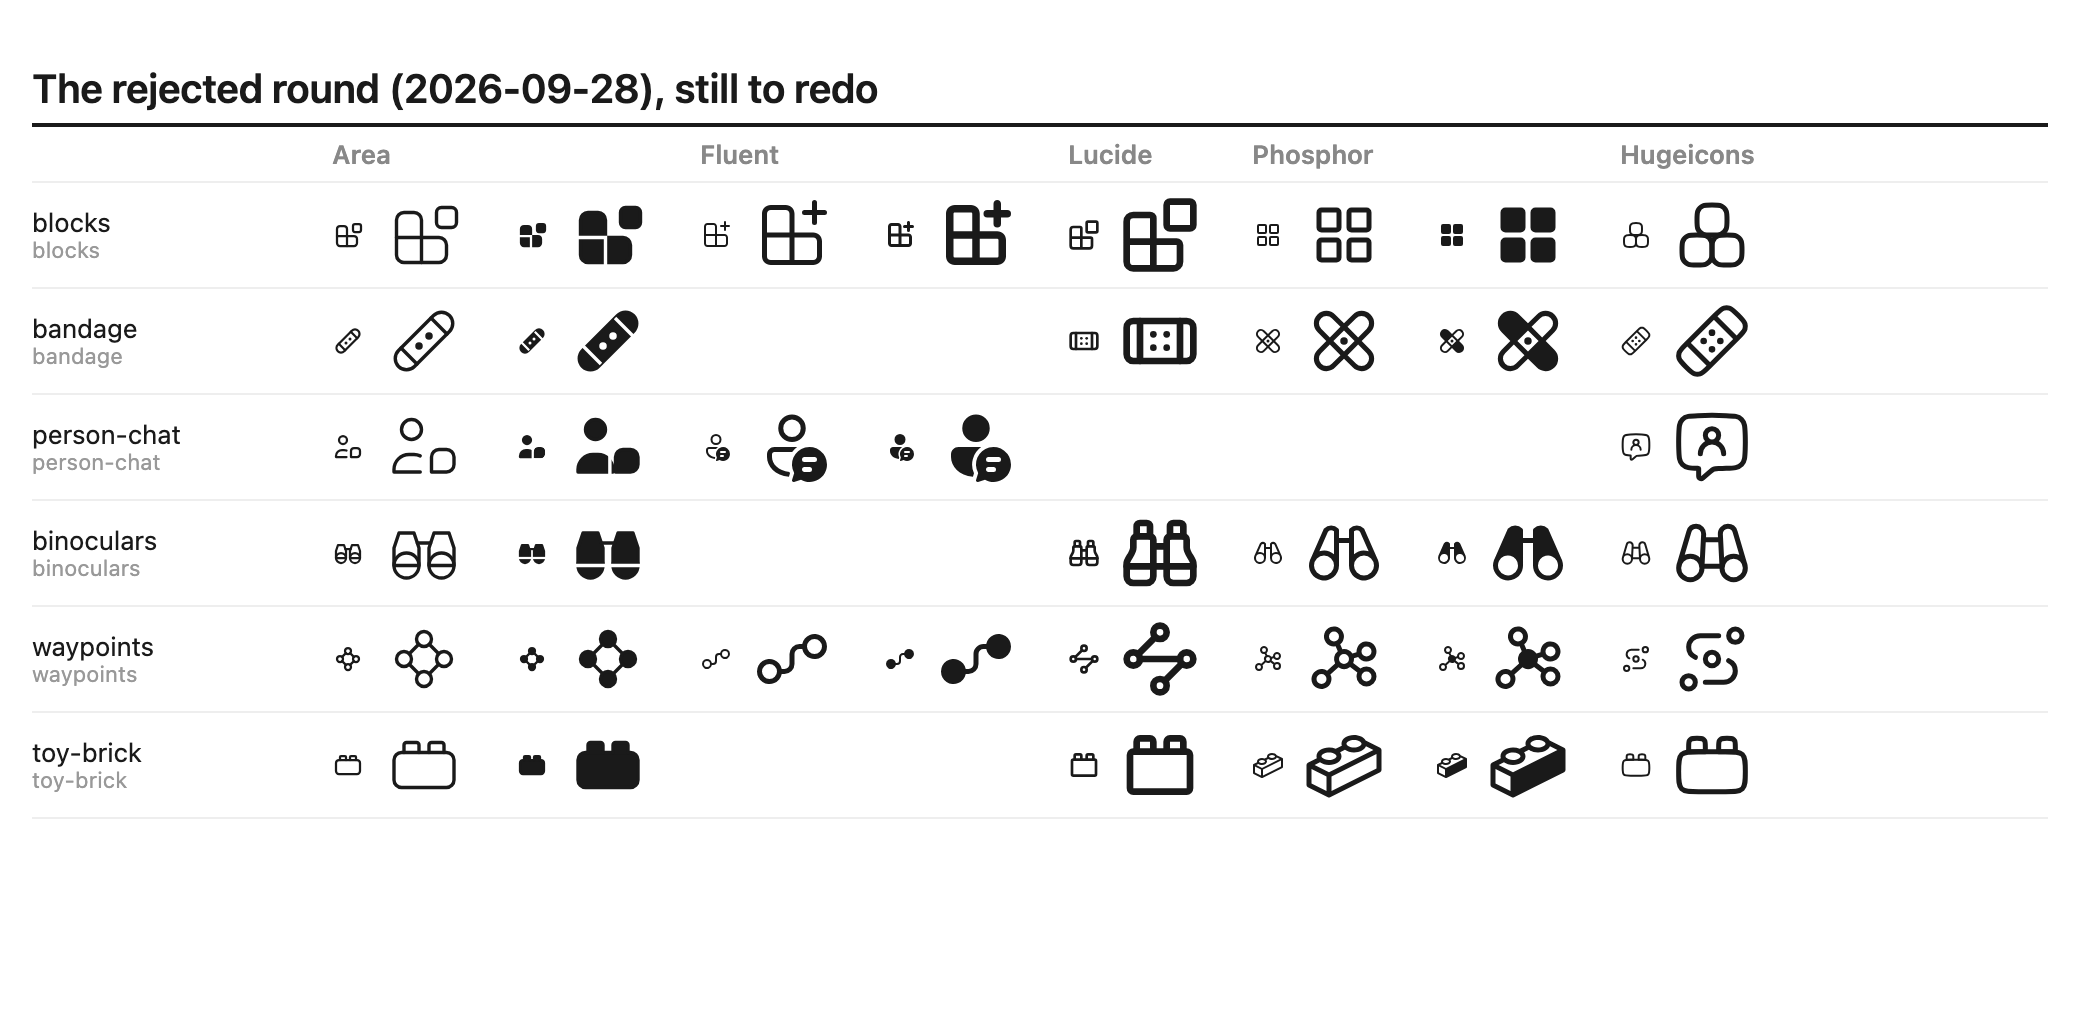 The rejected round (2026-09-28), still to redo
Area Fluent Lucide Phosphor Hugeicons
blocks
blocks
bandage
bandage
person-chat
person-chat
binoculars
binoculars
waypoints
waypoints
toy-brick
toy-brick